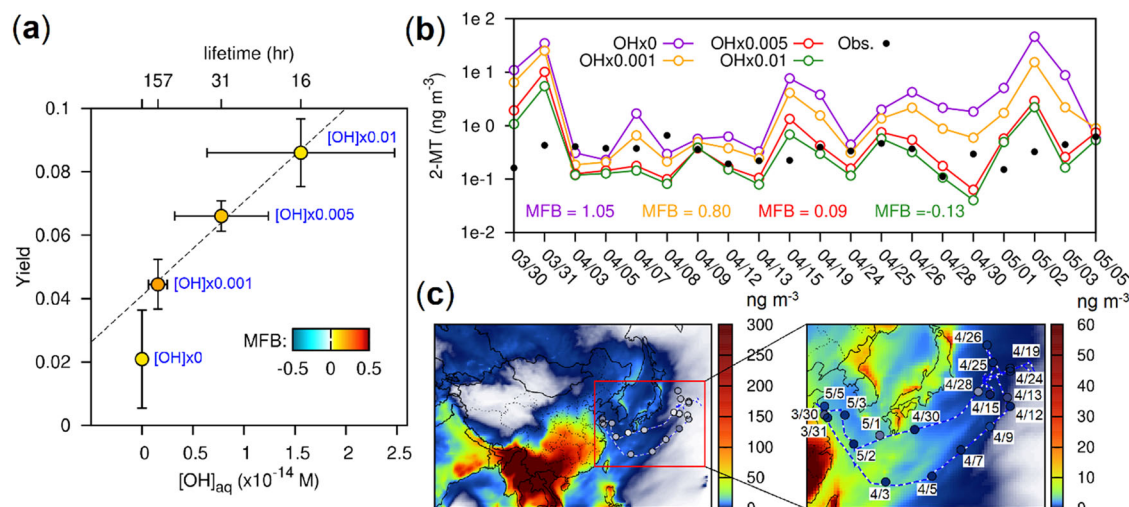 (a)
lifetime (hr)
157 31 16
0.1
0.08
0.06
0.04
0.02
0
Yield
[OH]x0.01
[OH]x0.005
[OH]x0.001
[OH]x0
MFB:
-0.5 0 0.5
0 0.5 1 1.5 2 2.5
[OH]aq (x10⁻¹⁴ M)
(b)
2-MT (ng m⁻³)
1e 2
1e 1
1e 0
1e-1
1e-2
OHx0 OHx0.005 Obs.
OHx0.001 OHx0.01
MFB = 1.05 MFB = 0.80 MFB = 0.09 MFB =-0.13
03/30 03/31 04/03 04/05 04/07 04/08 04/09 04/12 04/13 04/15 04/19 04/24 04/25 04/26 04/28 04/30 05/01 05/02 05/03 05/05
(c)
ng m⁻³
300
250
200
150
100
50
0
ng m⁻³
60
50
40
30
20
10
0
4/26
4/19
4/25
4/24
4/28
4/13
4/15
4/12
5/5
5/3
3/30
3/31
5/1
4/30
4/9
5/2
4/7
4/3
4/5